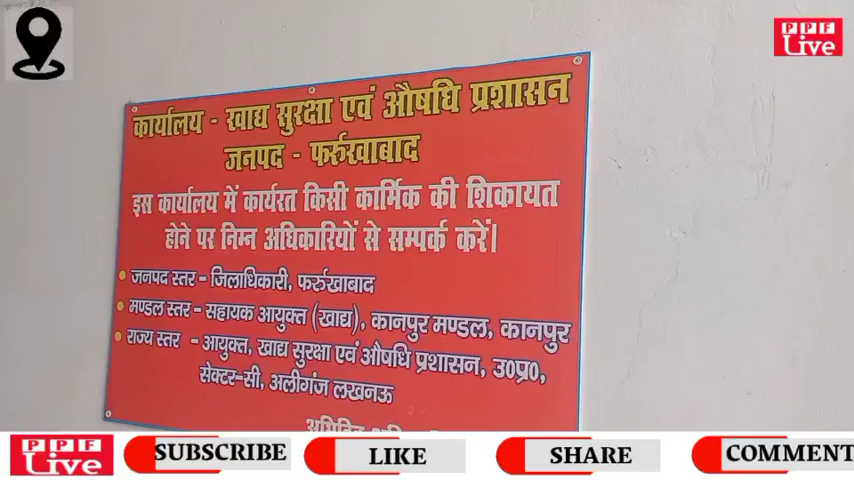 PPF
Live
कार्यालय - खाद्य सुरक्षा एवं औषधि प्रशासन
जनपद - फर्रुखाबाद
इस कार्यालय में कार्यरत किसी कार्मिक की शिकायत
होने पर निम्न अधिकारियों से सम्पर्क करें।
जनपद स्तर - जिलाधिकारी, फर्रुखाबाद
मण्डल स्तर - सहायक आयुक्त (खाद्य), कानपुर मण्डल, कानपुर
राज्य स्तर - आयुक्त, खाद्य सुरक्षा एवं औषधि प्रशासन, उ0प्र0,
सेक्टर-सी, अलीगंज लखनऊ
PPF
Live
SUBSCRIBE
LIKE
SHARE
COMMENT